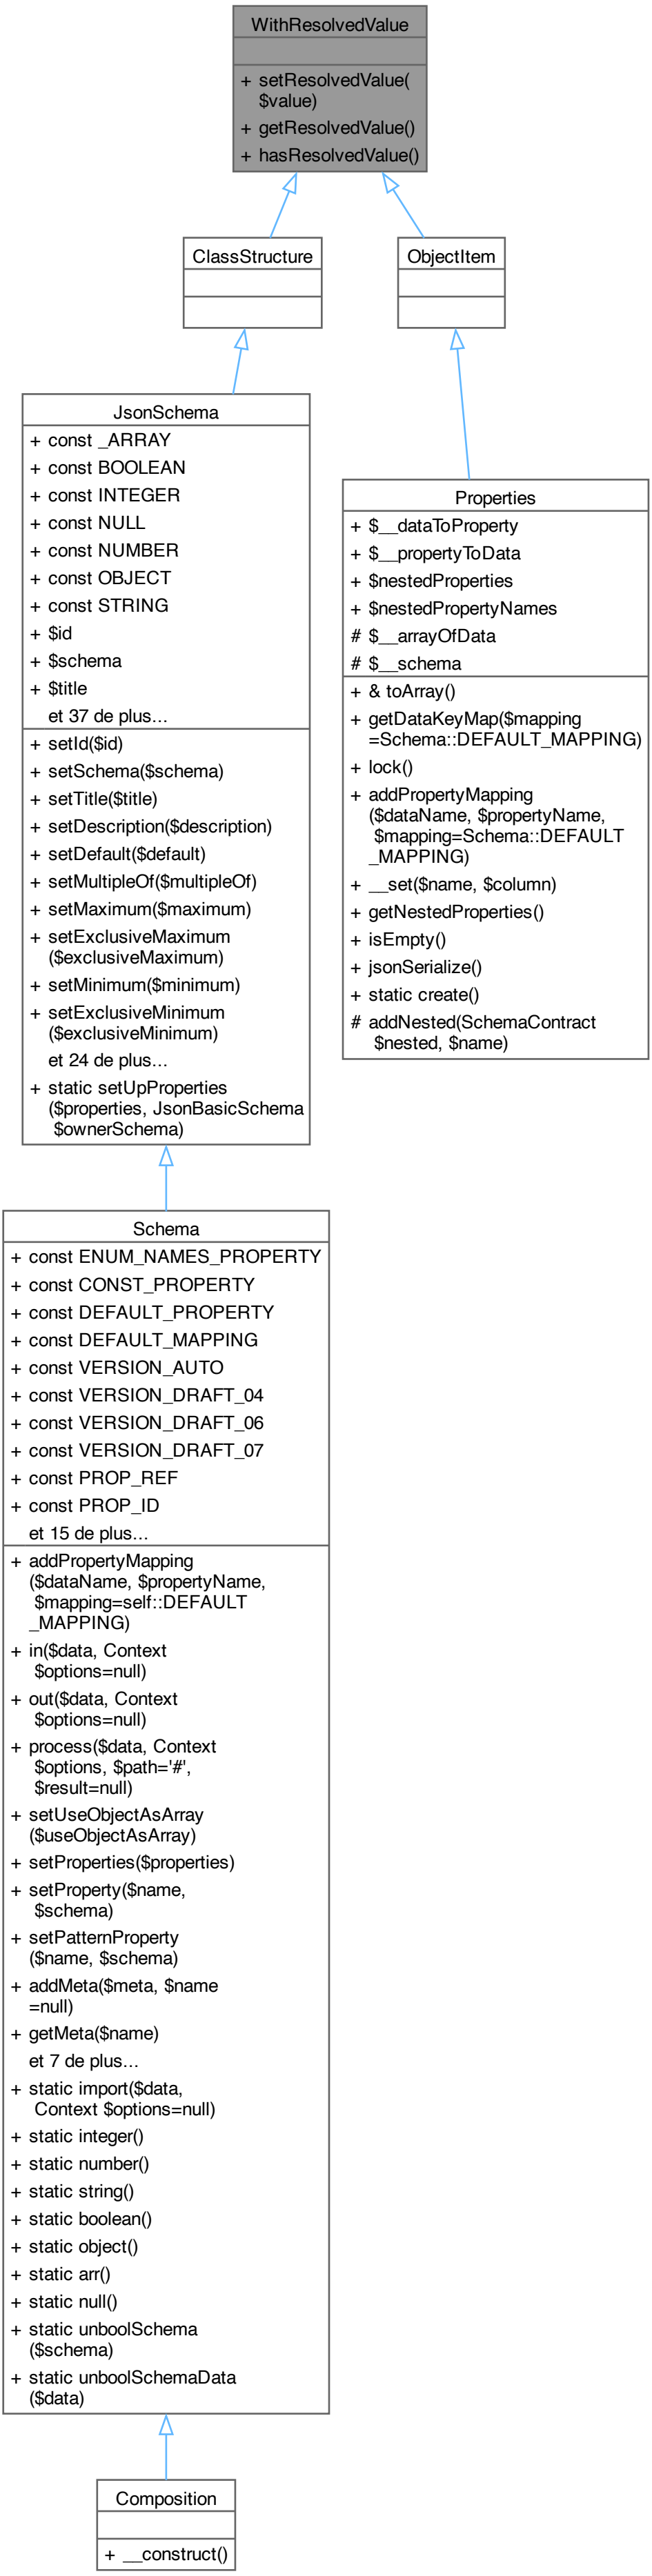 WithResolvedValue
+ setResolvedValue(
$value)
+ getResolvedValue()
+ hasResolvedValue()
ClassStructure
ObjectItem
JsonSchema
+ const _ARRAY
+ const BOOLEAN
+ const INTEGER
+ const NULL
+ const NUMBER
+ const OBJECT
+ const STRING
+ $id
+ $schema
+ $title
et 37 de plus...
+ setId($id)
+ setSchema($schema)
+ setTitle($title)
+ setDescription($description)
+ setDefault($default)
+ setMultipleOf($multipleOf)
+ setMaximum($maximum)
+ setExclusiveMaximum
($exclusiveMaximum)
+ setMinimum($minimum)
+ setExclusiveMinimum
($exclusiveMinimum)
et 24 de plus...
+ static setUpProperties
($properties, JsonBasicSchema
$ownerSchema)
Properties
+ $__dataToProperty
+ $__propertyToData
+ $nestedProperties
+ $nestedPropertyNames
# $__arrayOfData
# $__schema
+ & toArray()
+ getDataKeyMap($mapping
=Schema::DEFAULT_MAPPING)
+ lock()
+ addPropertyMapping
($dataName, $propertyName,
$mapping=Schema::DEFAULT
_MAPPING)
+ __set($name, $column)
+ getNestedProperties()
+ isEmpty()
+ jsonSerialize()
+ static create()
# addNested(SchemaContract
$nested, $name)
Schema
+ const ENUM_NAMES_PROPERTY
+ const CONST_PROPERTY
+ const DEFAULT_PROPERTY
+ const DEFAULT_MAPPING
+ const VERSION_AUTO
+ const VERSION_DRAFT_04
+ const VERSION_DRAFT_06
+ const VERSION_DRAFT_07
+ const PROP_REF
+ const PROP_ID
et 15 de plus...
+ addPropertyMapping
($dataName, $propertyName,
$mapping=self::DEFAULT
_MAPPING)
+ in($data, Context
$options=null)
+ out($data, Context
$options=null)
+ process($data, Context
$options, $path='#',
$result=null)
+ setUseObjectAsArray
($useObjectAsArray)
+ setProperties($properties)
+ setProperty($name,
$schema)
+ setPatternProperty
($name, $schema)
+ addMeta($meta, $name
=null)
+ getMeta($name)
et 7 de plus...
+ static import($data,
Context $options=null)
+ static integer()
+ static number()
+ static string()
+ static boolean()
+ static object()
+ static arr()
+ static null()
+ static unboolSchema
($schema)
+ static unboolSchemaData
($data)
Composition
+ __construct()